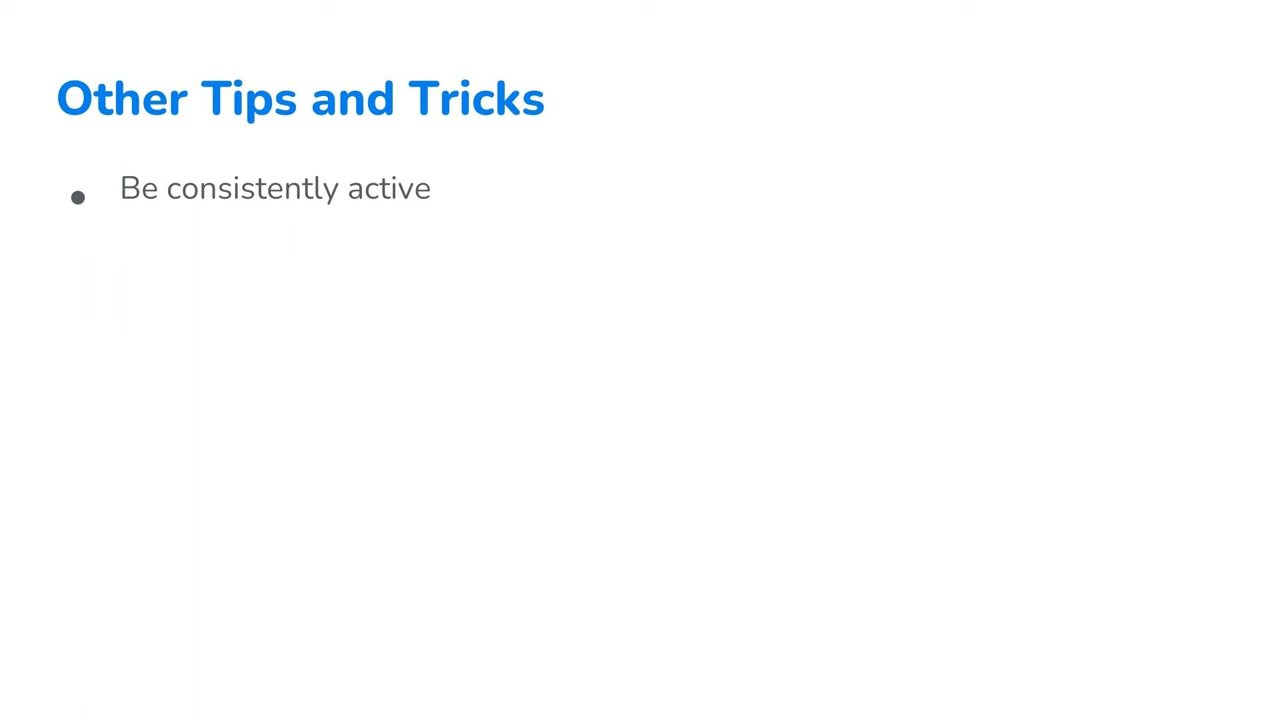 Other Tips and Tricks
● Be consistently active